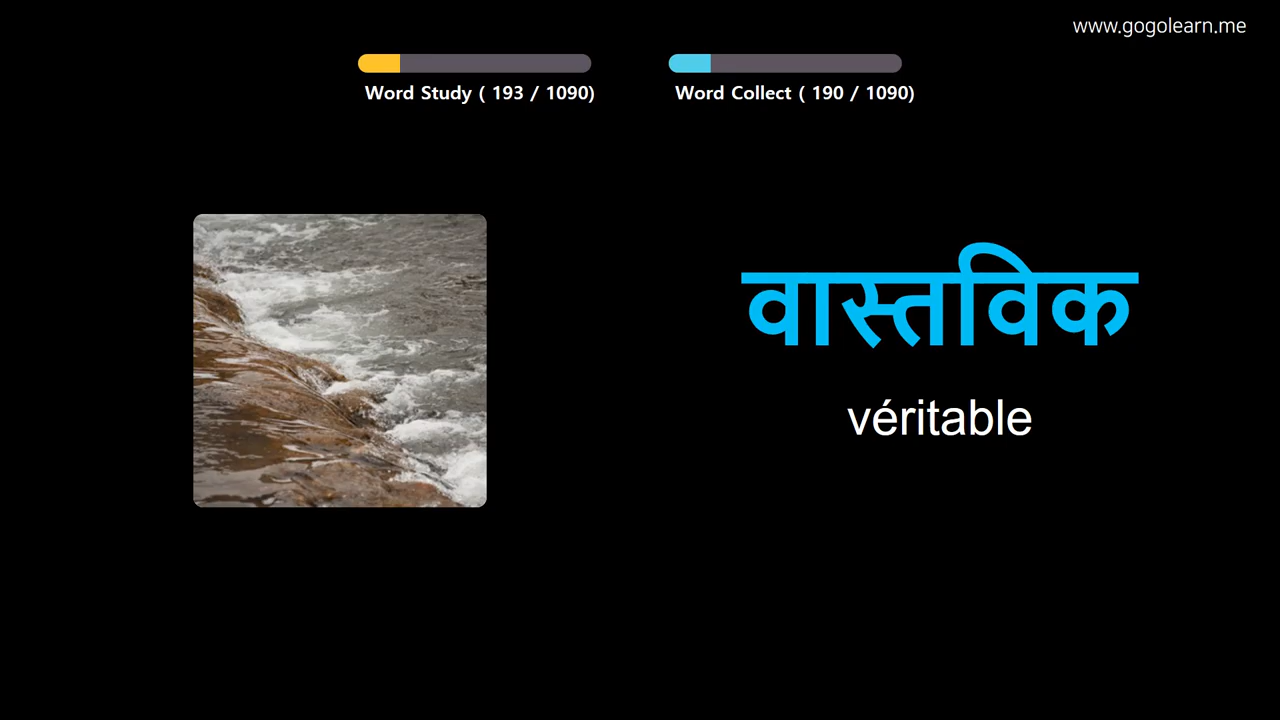 www.gogolearn.me
Word Study ( 193 / 1090)
Word Collect ( 190 / 1090)
वास्तविक
véritable